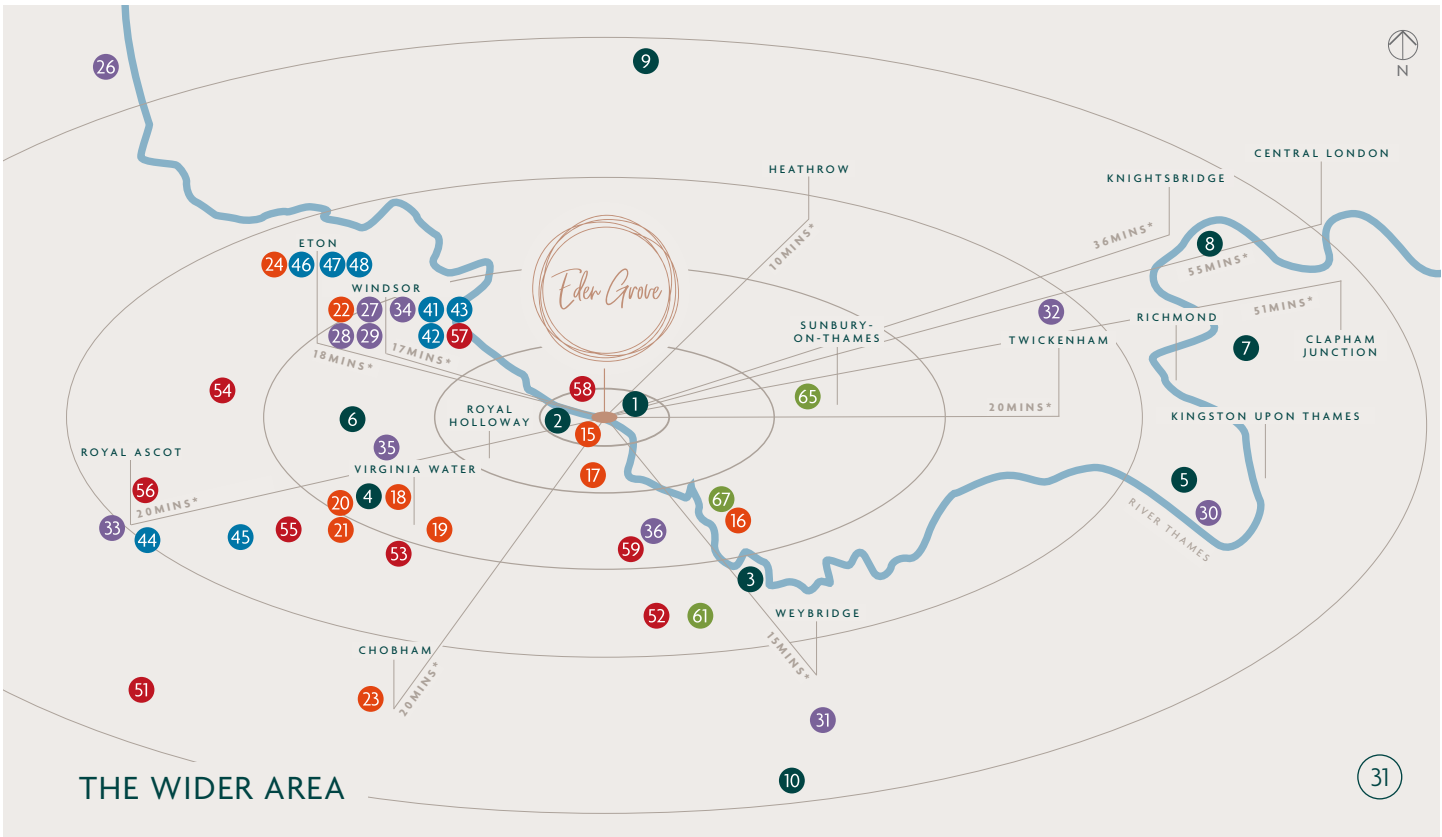 26
9
N
CENTRAL LONDON
HEATHROW
KNIGHTSBRIDGE
10MINS*
36MINS*
8
55MINS*
ETON
24 46 47 48
WINDSOR
22 27 34 41 43
28 29 42 57
18MINS*
17MINS*
Eden Grove
SUNBURY-
ON-THAMES
32
TWICKENHAM
RICHMOND
51MINS*
7
CLAPHAM
JUNCTION
54
58
1
65
20MINS*
6
2
15
ROYAL
HOLLOWAY
KINGSTON UPON THAMES
35
ROYAL ASCOT
VIRGINIA WATER
17
56
20MINS*
20 4 18
21
19
67
16
5
30
RIVER THAMES
33
44
45
55
53
36
59
3
52
61
WEYBRIDGE
15MINS*
CHOBHAM
20MINS*
51
23
31
10
THE WIDER AREA
31